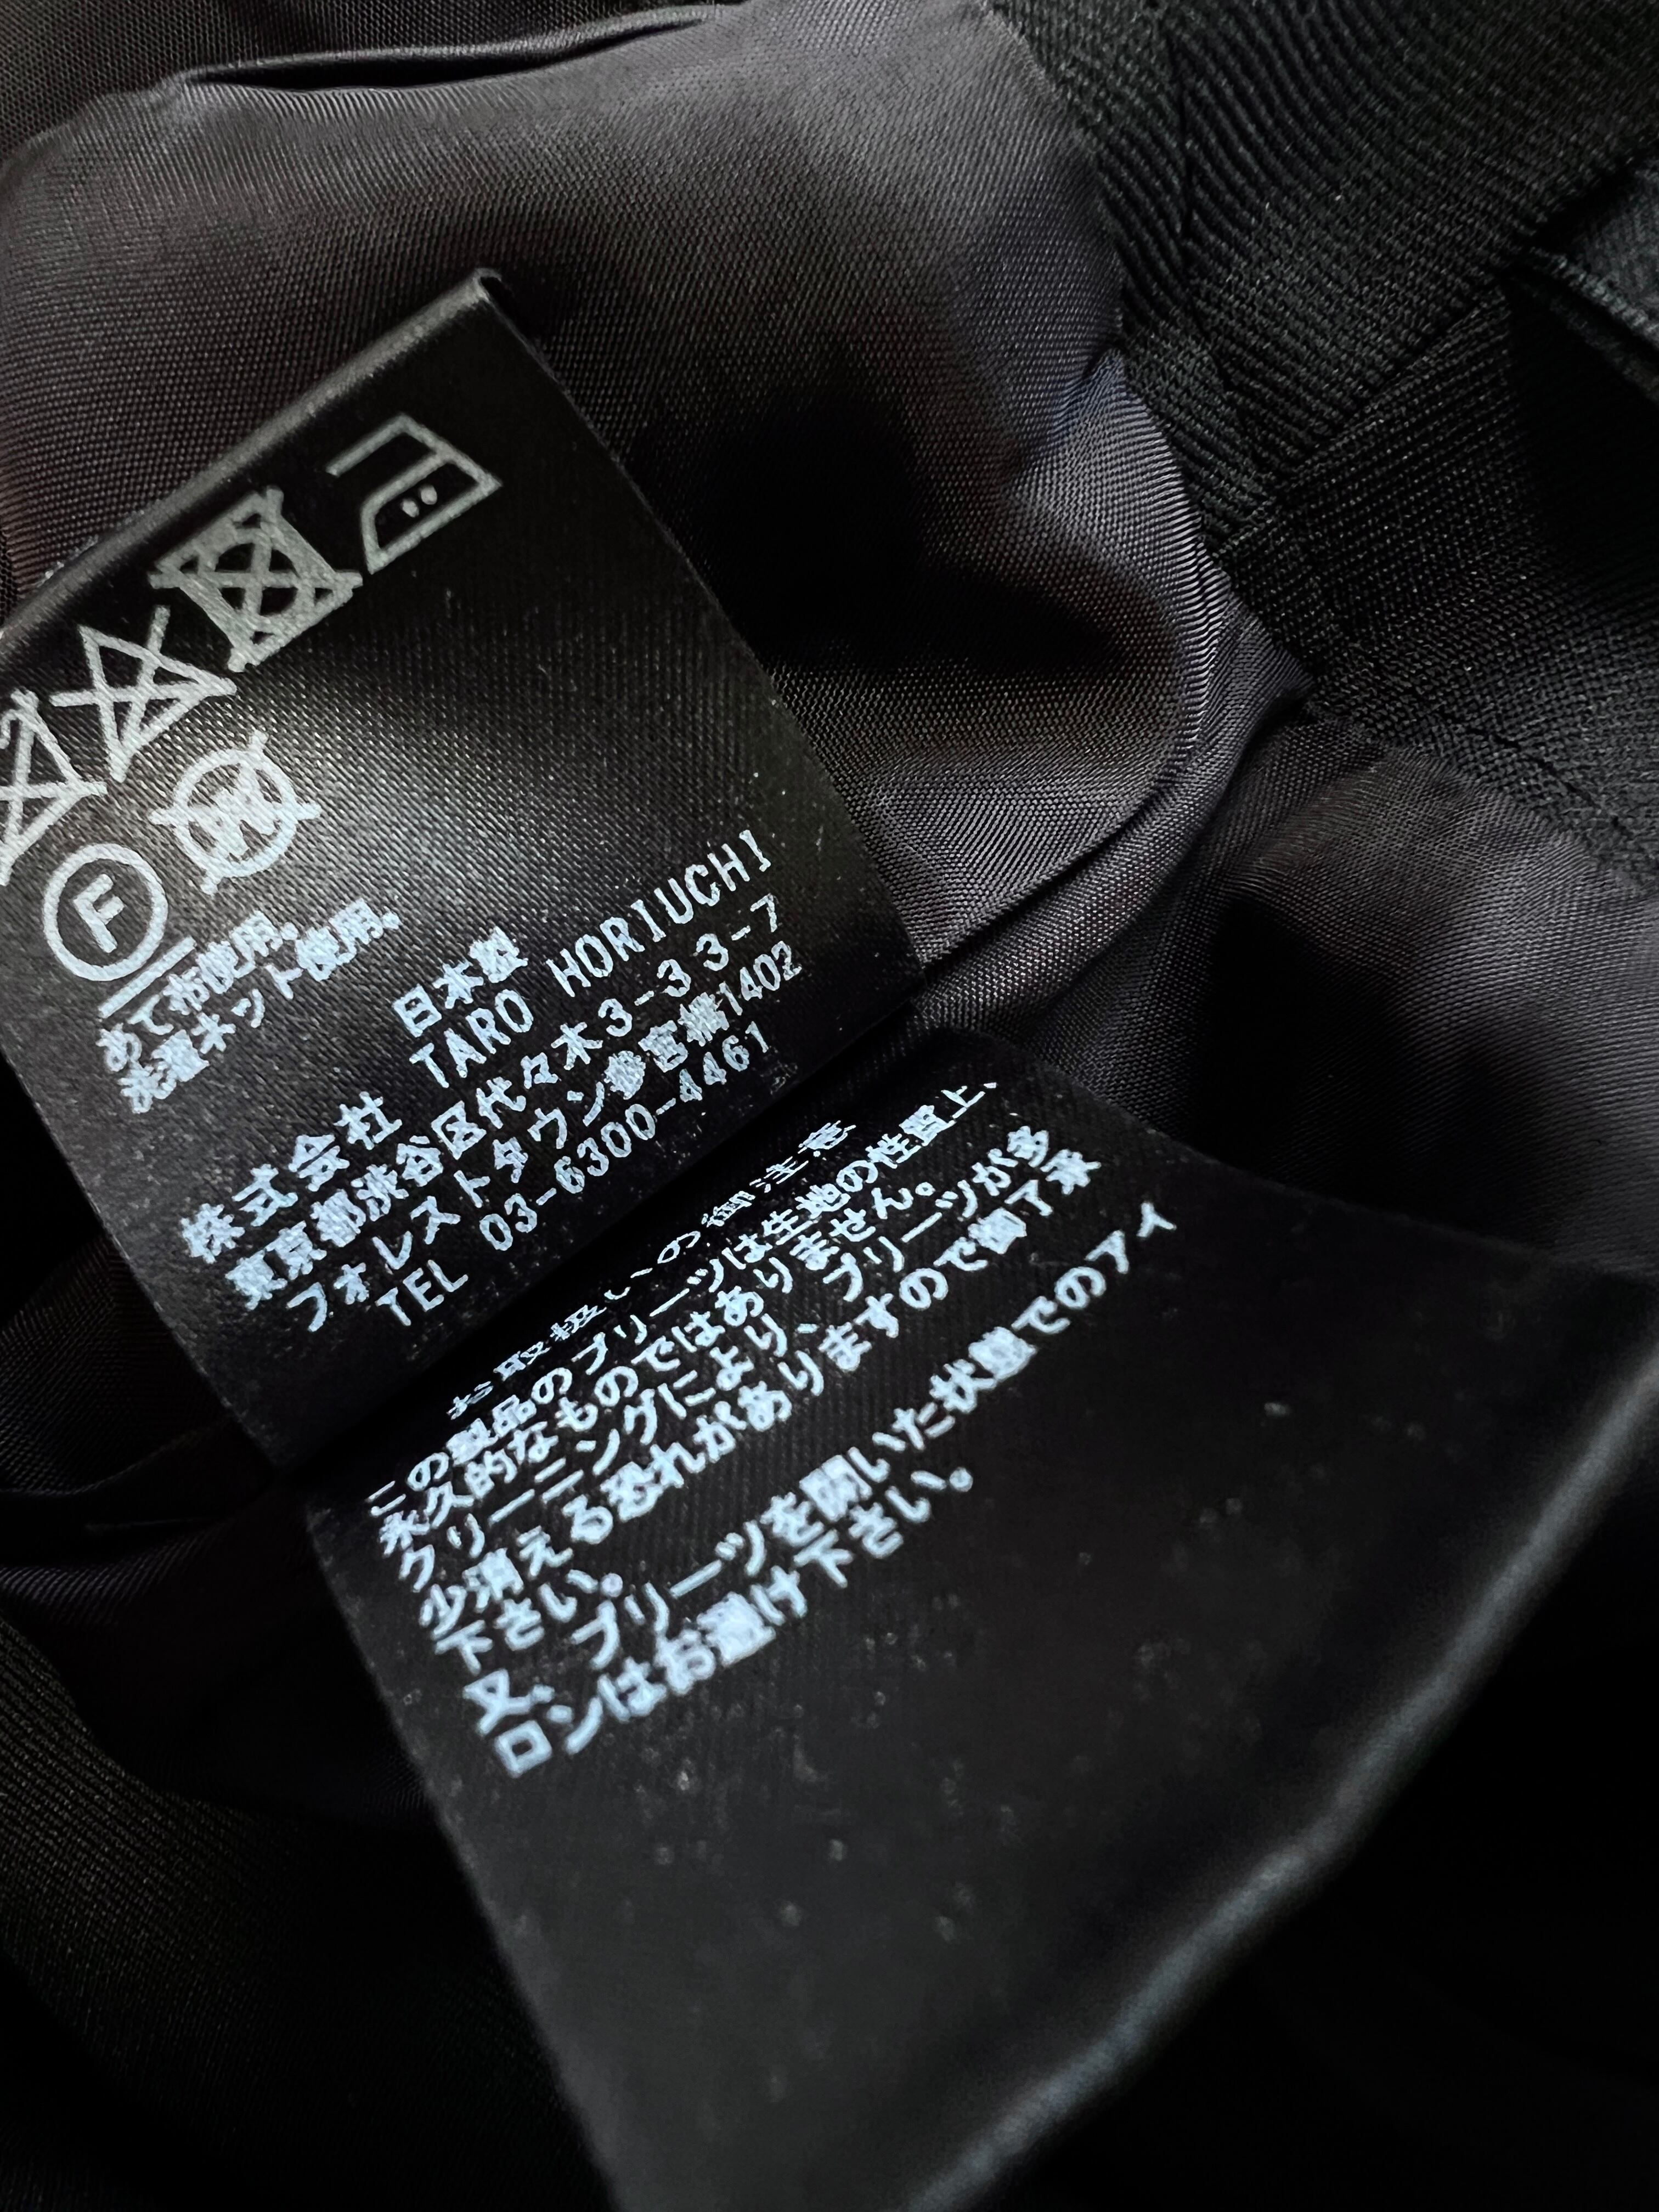 F
あて布使用。
洗濯ネット使用。
日本製
株式会社 TARO HORIUCHI
東京都渋谷区代々木3-33-7
フォレストタウン参宮橋1402
TEL 03-6300-4461
お取扱いの御注意
この製品のプリーツは生地の性質上、
永久的なものではありません。
クリーニングにより、プリーツが多
少消える恐れがありますので御了承
下さい。
又、プリーツを開いた状態でのアイ
ロンはお避け下さい。